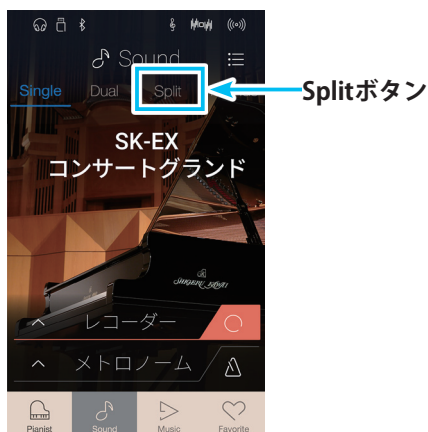 Sound
Single Dual Split
Splitボタン
SK-EX
コンサートグランド
SHIGERU KAWAI
レコーダー
メトロノーム
Pianist Sound Music Favorite